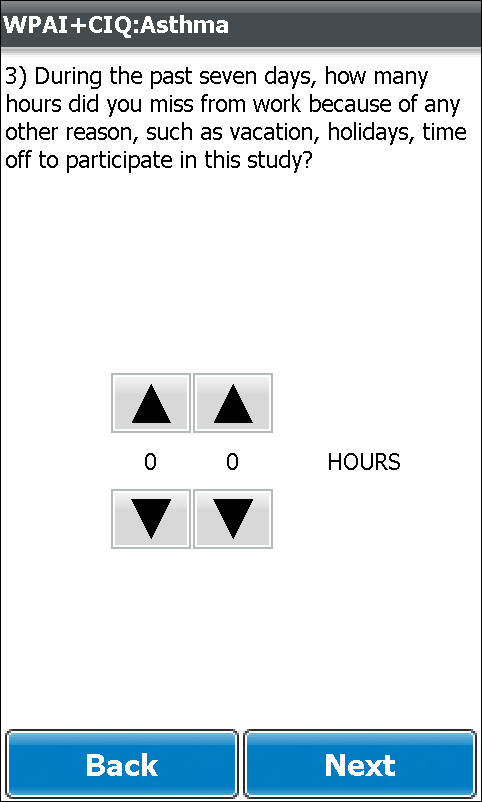 WPAI+CIQ:Asthma
3) During the past seven days, how many
hours did you miss from work because of any
other reason, such as vacation, holidays, time
off to participate in this study?
0 0 HOURS
Back Next